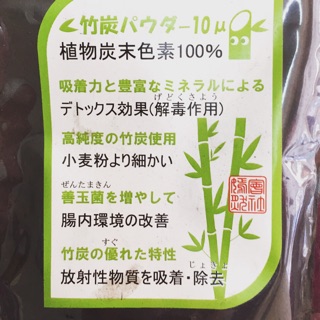 竹炭パウダー10μ
植物炭末色素100%
吸着力と豊富なミネラルによる
げどくさよう
デトックス効果(解毒作用)
高純度の竹炭使用
小麦粉より細かい
ぜんたまきん
善玉菌を増やして
腸内環境の改善
すぐ
竹炭の優れた特性
じょきょ
放射性物質を吸着・除去